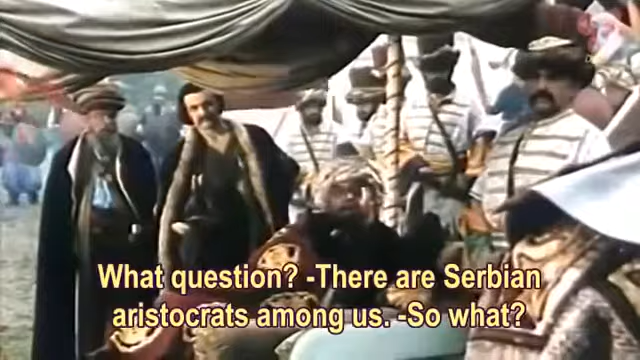 What question? -There are Serbian
aristocrats among us. -So what?